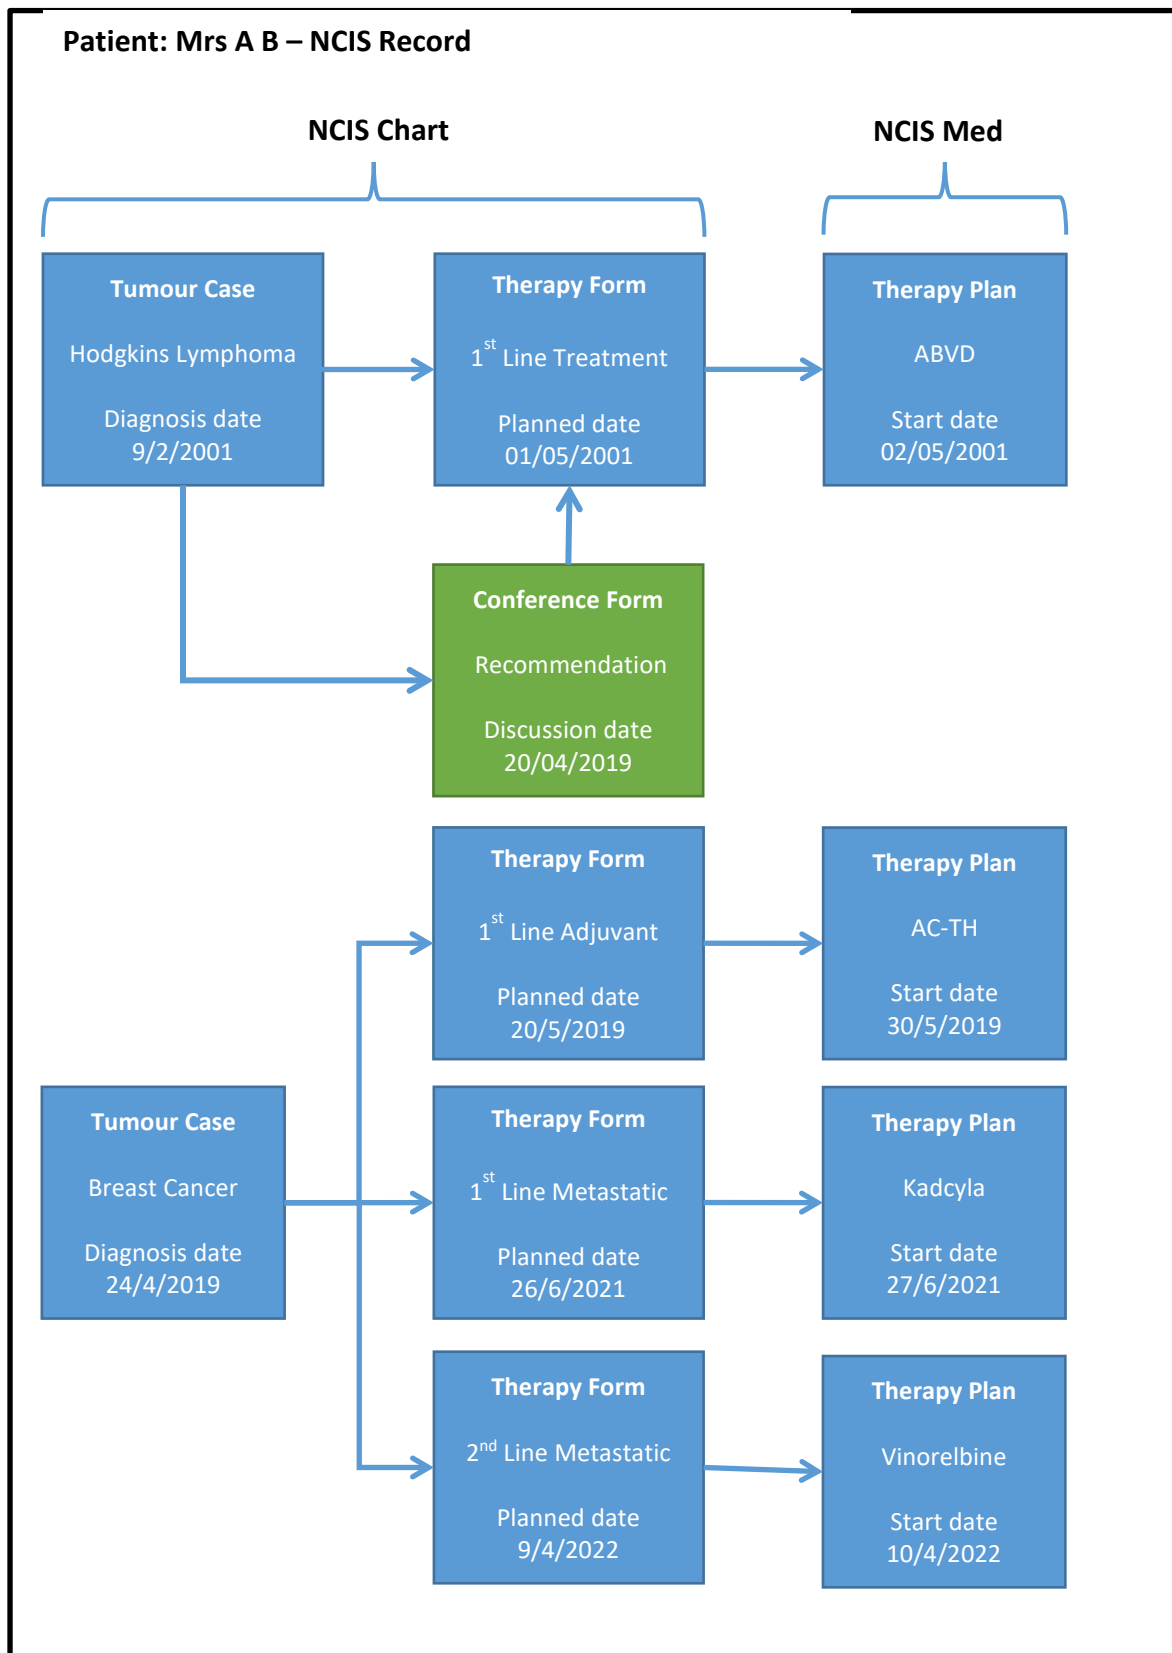 Patient: Mrs A B – NCIS Record
NCIS Chart
NCIS Med
Tumour Case
Hodgkins Lymphoma
Diagnosis date
9/2/2001
Therapy Form
1st Line Treatment
Planned date
01/05/2001
Therapy Plan
ABVD
Start date
02/05/2001
Conference Form
Recommendation
Discussion date
20/04/2019
Therapy Form
1st Line Adjuvant
Planned date
20/5/2019
Therapy Plan
AC-TH
Start date
30/5/2019
Tumour Case
Breast Cancer
Diagnosis date
24/4/2019
Therapy Form
1st Line Metastatic
Planned date
26/6/2021
Therapy Plan
Kadcyla
Start date
27/6/2021
Therapy Form
2nd Line Metastatic
Planned date
9/4/2022
Therapy Plan
Vinorelbine
Start date
10/4/2022